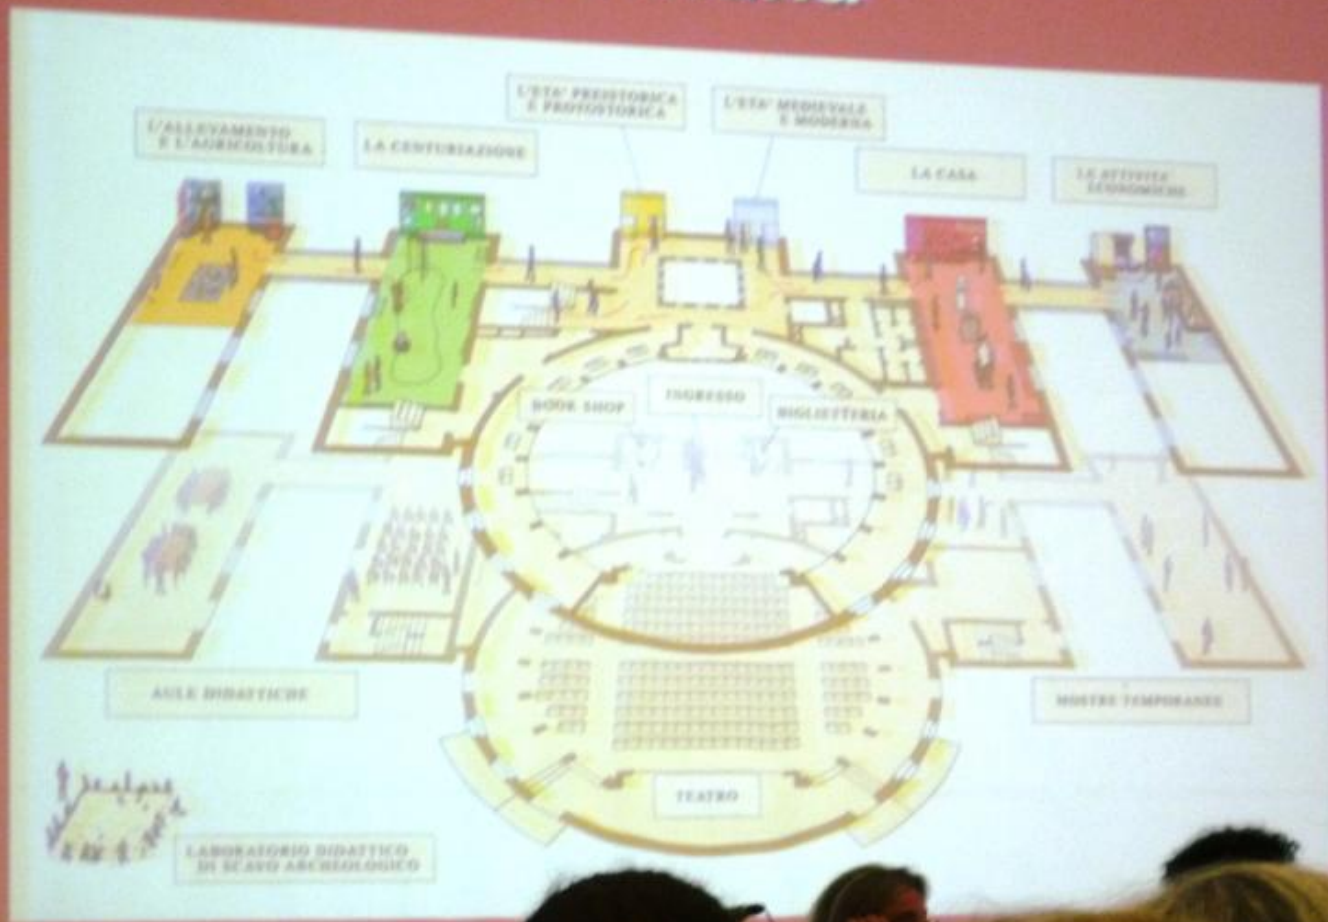 L'ETA' PREISTORICA
E PROTOSTORICA
L'ETA' MEDIEVALE
E MODERNA
L'ALLEVAMENTO
E L'AGRICOLTURA
LA CENTURIAZIONE
LA CASA
LE ATTIVITA'
ECONOMICHE
BOOK SHOP
INGRESSO
BIGLIETTERIA
AULE DIDATTICHE
MOSTRE TEMPORANEE
TEATRO
LABORATORIO DIDATTICO
DI SCAVO ARCHEOLOGICO